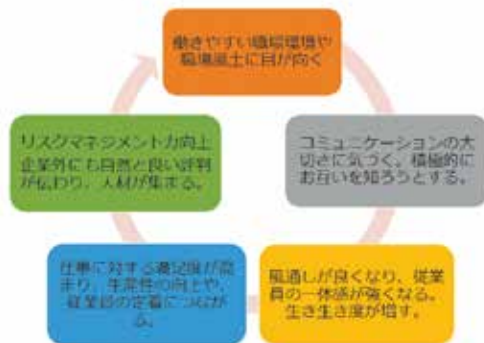 働きやすい職場環境や
職場風土に目が向く
コミュニケーションの大
切さに気づく。積極的に
お互いを知ろうとする。
風通しが良くなり、従業
員の一体感が強くなる。
生き生き度が増す。
仕事に対する満足度が高
まり、生産性の向上や、
従業員の定着につなが
る。
リスクマネジメント力向上
企業外にも自然と良い評判
が伝わり、人材が集まる。